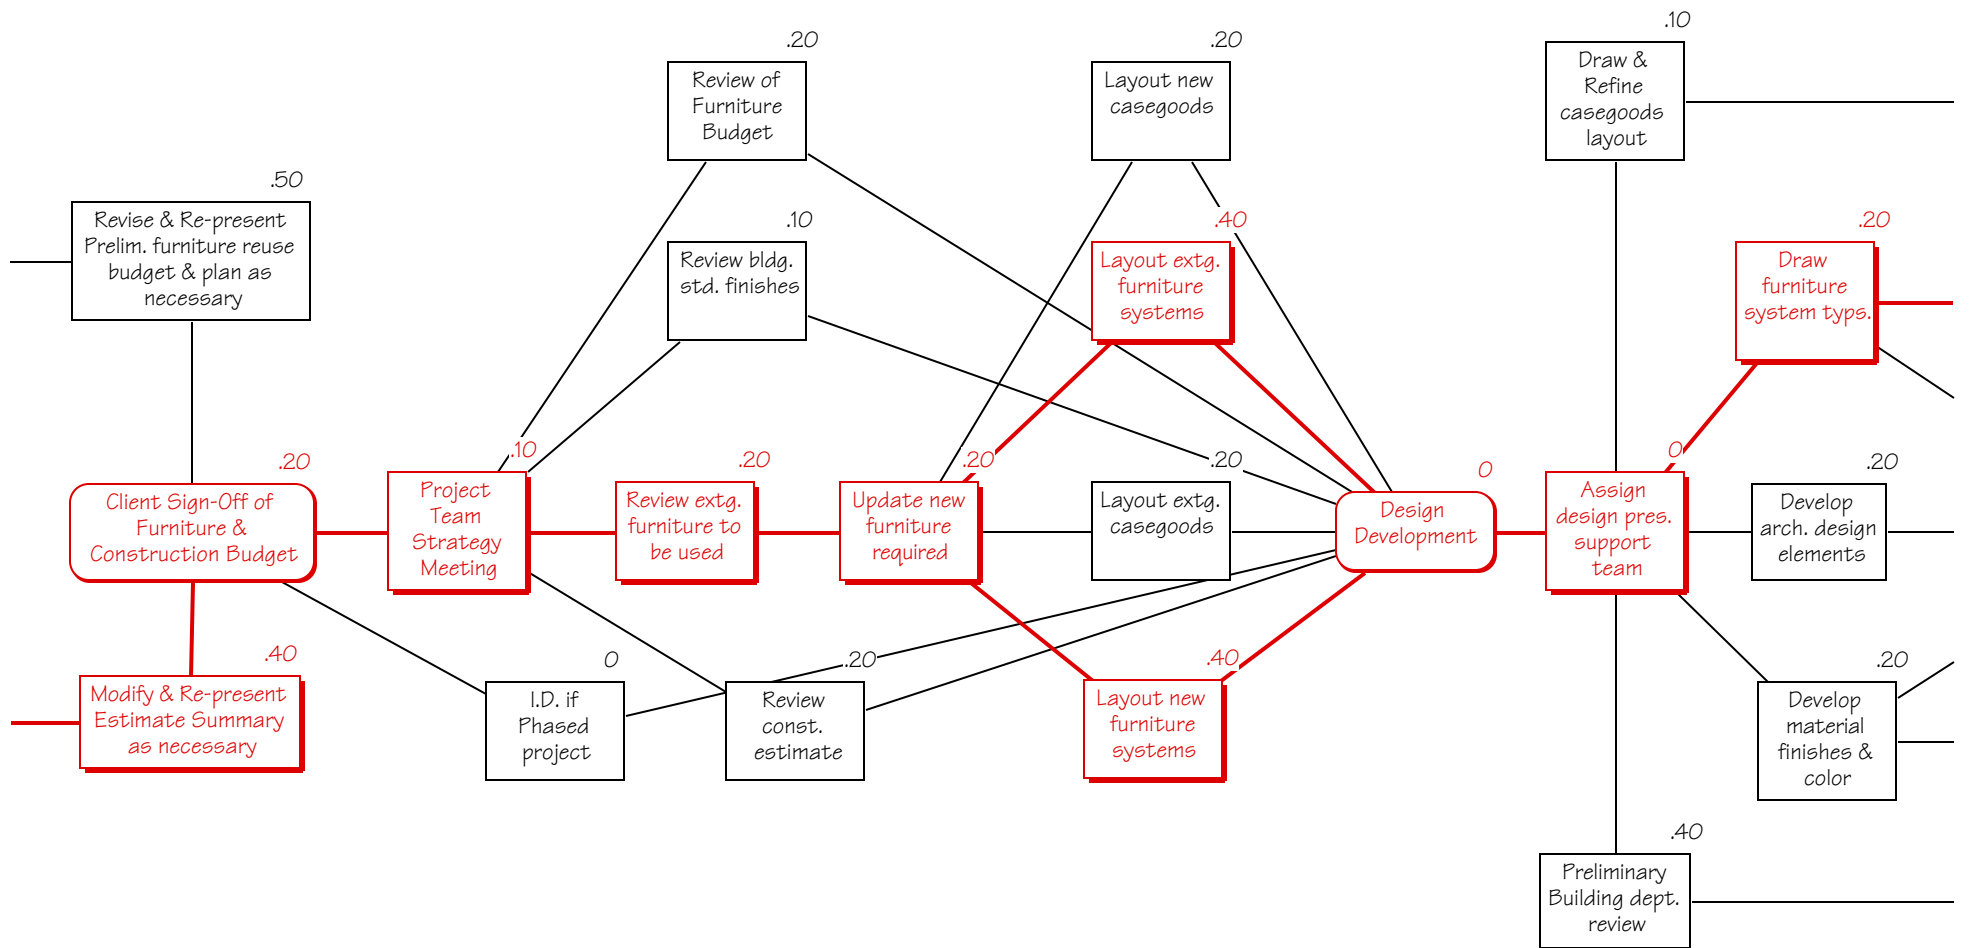 .50
Revise & Re-present
Prelim. furniture reuse
budget & plan as
necessary
.20
Client Sign-Off of
Furniture &
Construction Budget
.40
Modify & Re-present
Estimate Summary
as necessary
.10
Project
Team
Strategy
Meeting
.20
Review of
Furniture
Budget
.10
Review bldg.
std. finishes
.20
Review extg.
furniture to
be used
0
I.D. if
Phased
project
.20
Review
const.
estimate
.20
Update new
furniture
required
.20
Layout new
casegoods
.40
Layout extg.
furniture
systems
.20
Layout extg.
casegoods
.40
Layout new
furniture
systems
0
Design
Development
.10
Draw &
Refine
casegoods
layout
0
Assign
design pres.
support
team
.40
Preliminary
Building dept.
review
.20
Draw
furniture
system typs.
.20
Develop
arch. design
elements
.20
Develop
material
finishes &
color